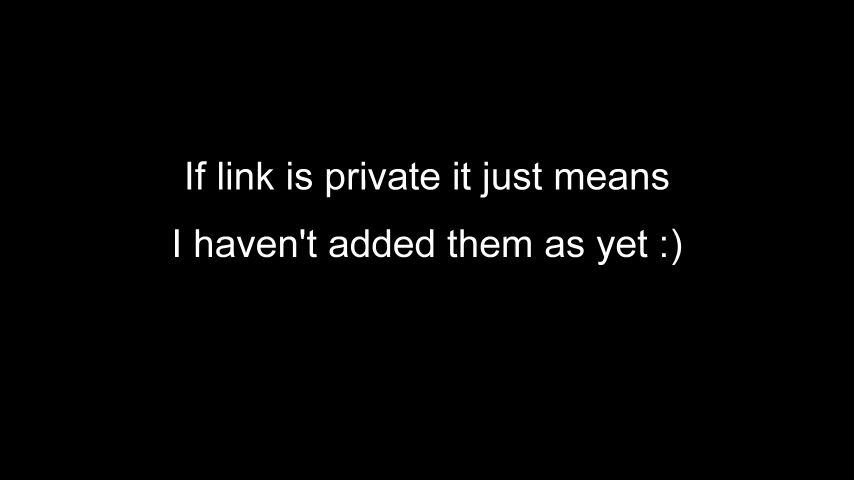 If link is private it just means
I haven't added them as yet :)